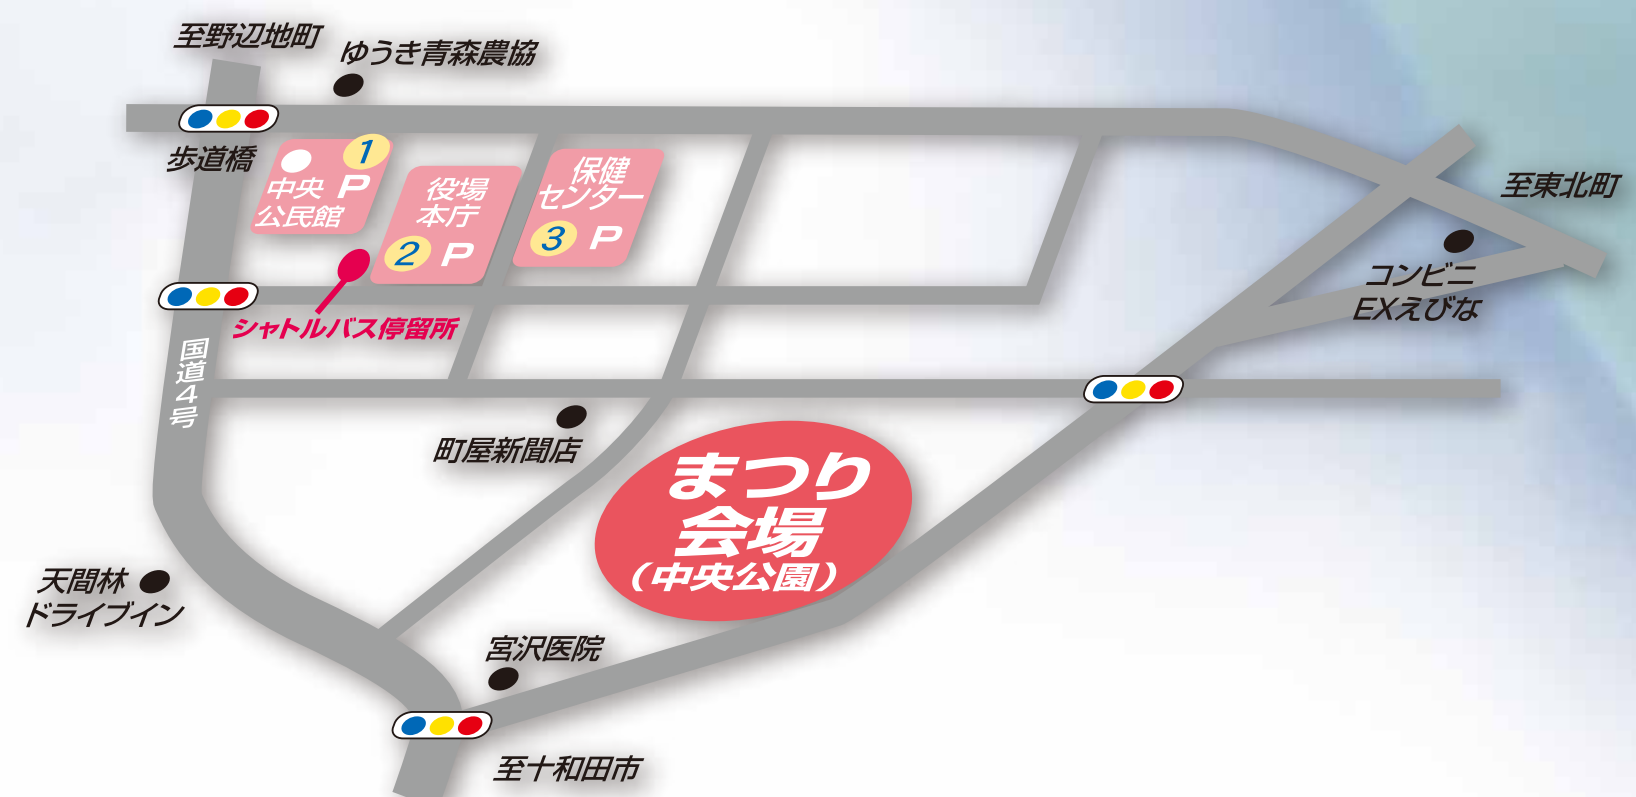 至野辺地町
ゆうき青森農協
歩道橋
1
中央 P
公民館
役場
本庁
2 P
保健
センター
3 P
至東北町
コンビニ
EXえびな
シャトルバス停留所
国道4号
町屋新聞店
まつり
会場
（中央公園）
天間林
ドライブイン
宮沢医院
至十和田市